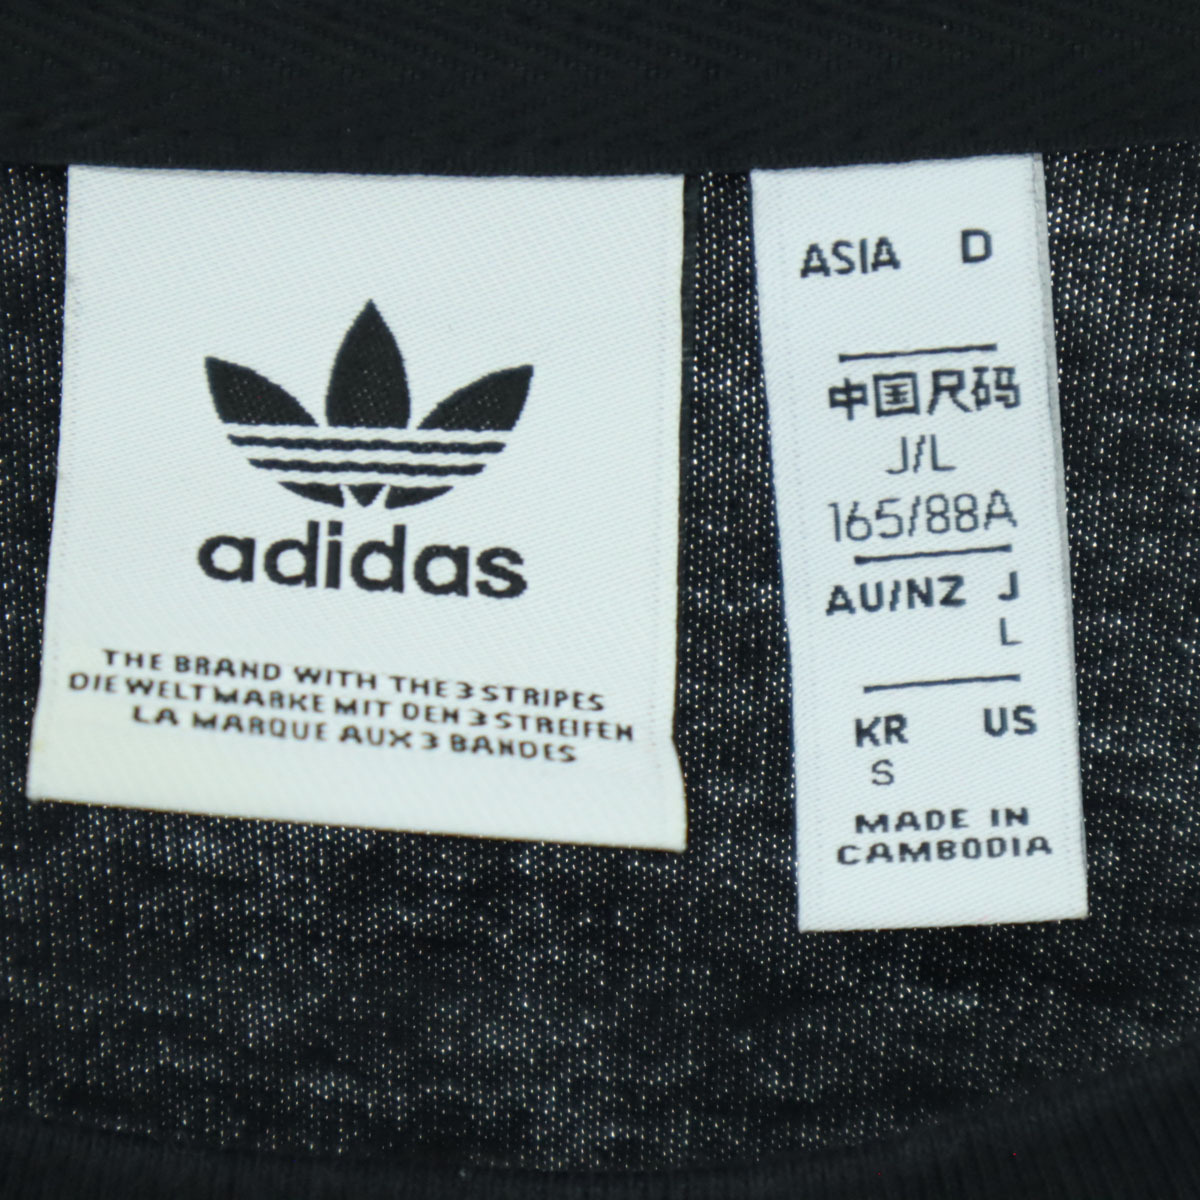 adidas
THE BRAND WITH THE 3 STRIPES
DIE WELTMARKE MIT DEN 3 STREIFEN
LA MARQUE AUX 3 BANDES
ASIA D
中国尺码
J/L
165/88A
AU/NZ J
L
KR US
S
MADE IN
CAMBODIA